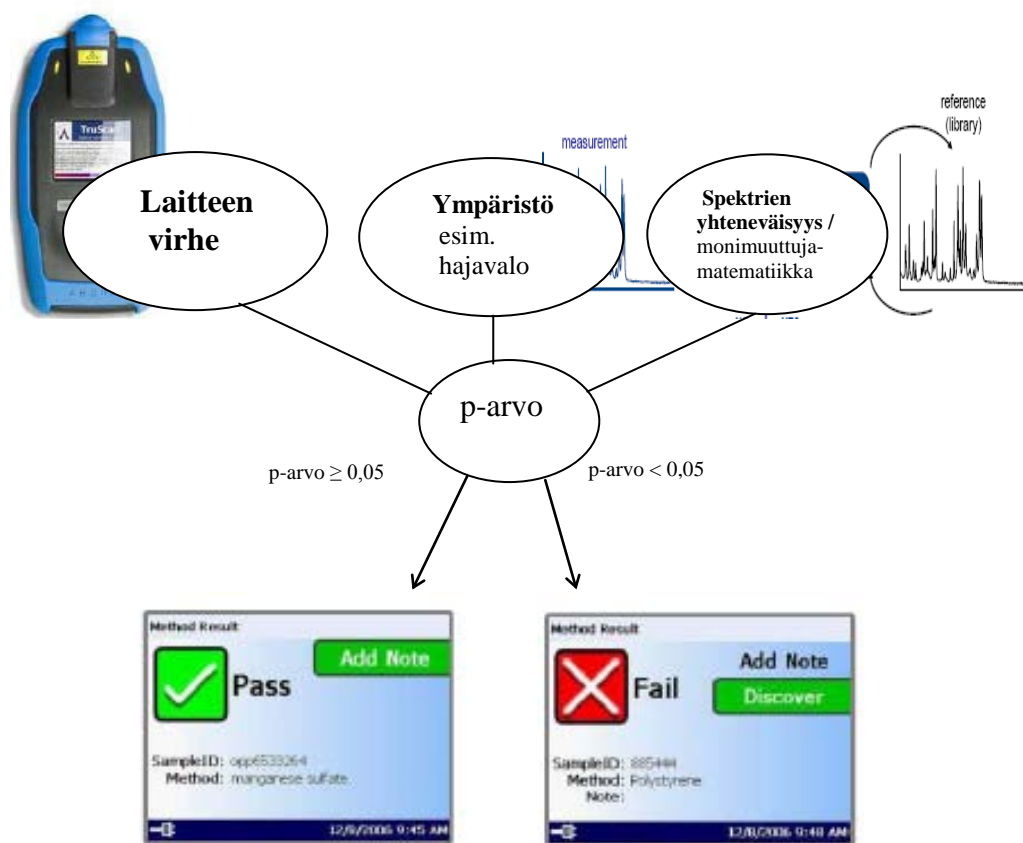 TruScan
reference
(library)
measurement
Laitteen
virhe
Ympäristö
esim.
hajavalo
Spektrien
yhteneväisyys /
monimuuttuja-
matematiikka
p-arvo
p-arvo ≥ 0,05
p-arvo < 0,05
Method Result
Add Note
Pass
SampleID: opp6533264
Method: manganese sulfate
12/8/2006 9:45 AM
Method Result
Add Note
Fail
Discover
SampleID: 885444
Method: Polystyrene
Note:
12/8/2006 9:48 AM